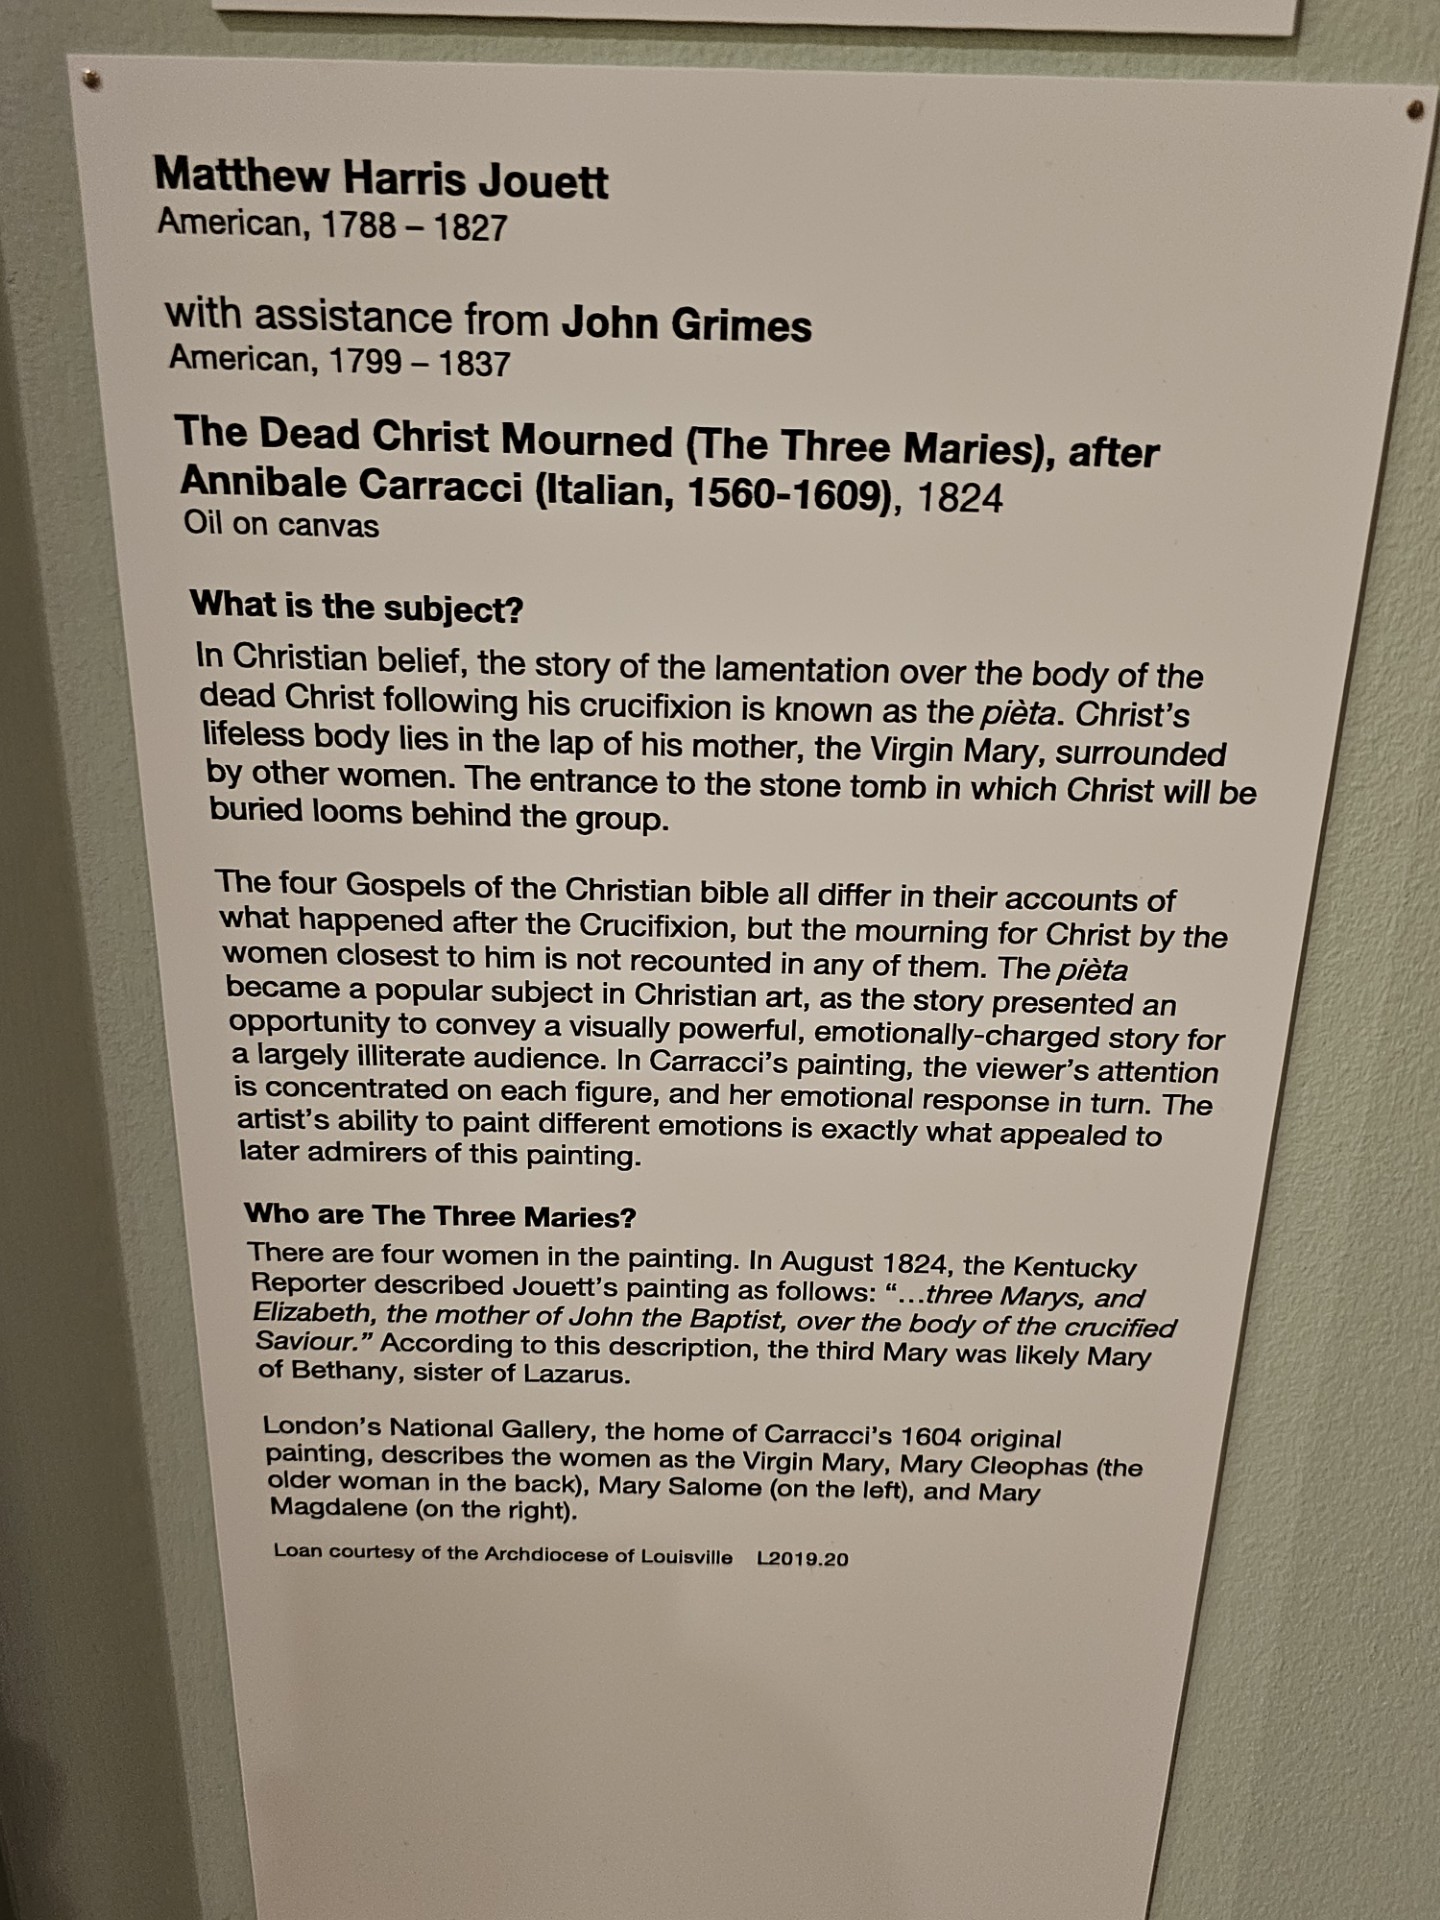 Matthew Harris Jouett
American, 1788 – 1827
with assistance from John Grimes
American, 1799 – 1837
The Dead Christ Mourned (The Three Maries), after
Annibale Carracci (Italian, 1560-1609), 1824
Oil on canvas
What is the subject?
In Christian belief, the story of the lamentation over the body of the
dead Christ following his crucifixion is known as the pièta. Christ's
lifeless body lies in the lap of his mother, the Virgin Mary, surrounded
by other women. The entrance to the stone tomb in which Christ will be
buried looms behind the group.
The four Gospels of the Christian bible all differ in their accounts of
what happened after the Crucifixion, but the mourning for Christ by the
women closest to him is not recounted in any of them. The pièta
became a popular subject in Christian art, as the story presented an
opportunity to convey a visually powerful, emotionally-charged story for
a largely illiterate audience. In Carracci's painting, the viewer's attention
is concentrated on each figure, and her emotional response in turn. The
artist's ability to paint different emotions is exactly what appealed to
later admirers of this painting.
Who are The Three Maries?
There are four women in the painting. In August 1824, the Kentucky
Reporter described Jouett's painting as follows: “…three Marys, and
Elizabeth, the mother of John the Baptist, over the body of the crucified
Saviour.” According to this description, the third Mary was likely Mary
of Bethany, sister of Lazarus.
London's National Gallery, the home of Carracci's 1604 original
painting, describes the women as the Virgin Mary, Mary Cleophas (the
older woman in the back), Mary Salome (on the left), and Mary
Magdalene (on the right).
Loan courtesy of the Archdiocese of Louisville L2019.20